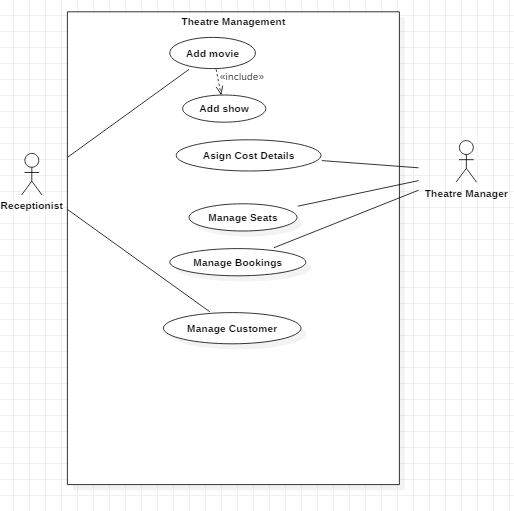 Theatre Management
Add movie
«include»
Add show
Asign Cost Details
Theatre Manager
Receptionist
Manage Seats
Manage Bookings
Manage Customer